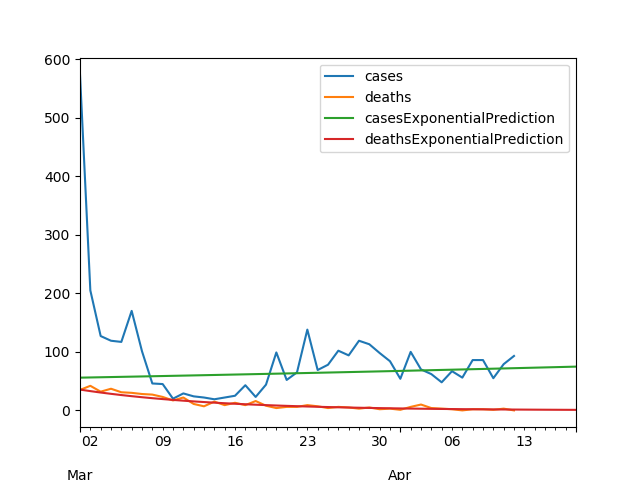 600
500
400
300
200
100
0
cases
deaths
casesExponentialPrediction
deathsExponentialPrediction
02 09 16 23 30 06 13
Mar Apr